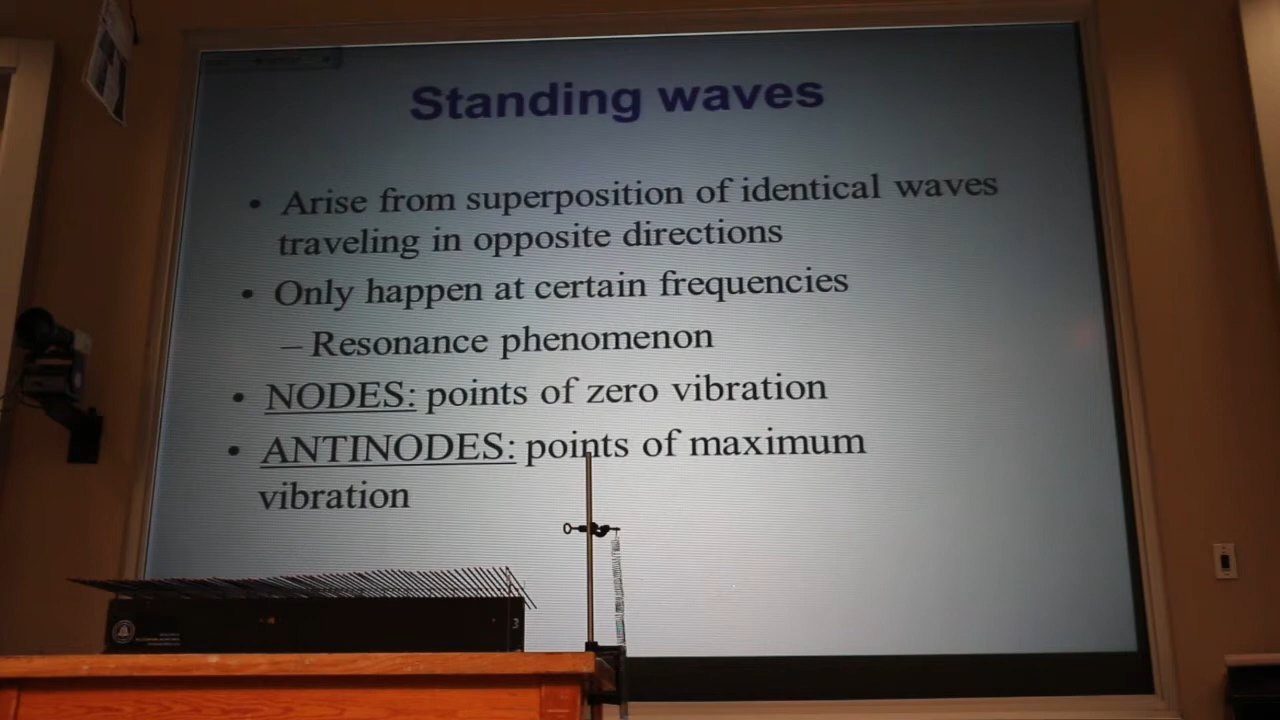 Standing waves
• Arise from superposition of identical waves
traveling in opposite directions
• Only happen at certain frequencies
– Resonance phenomenon
• NODES: points of zero vibration
• ANTINODES: points of maximum
vibration
3